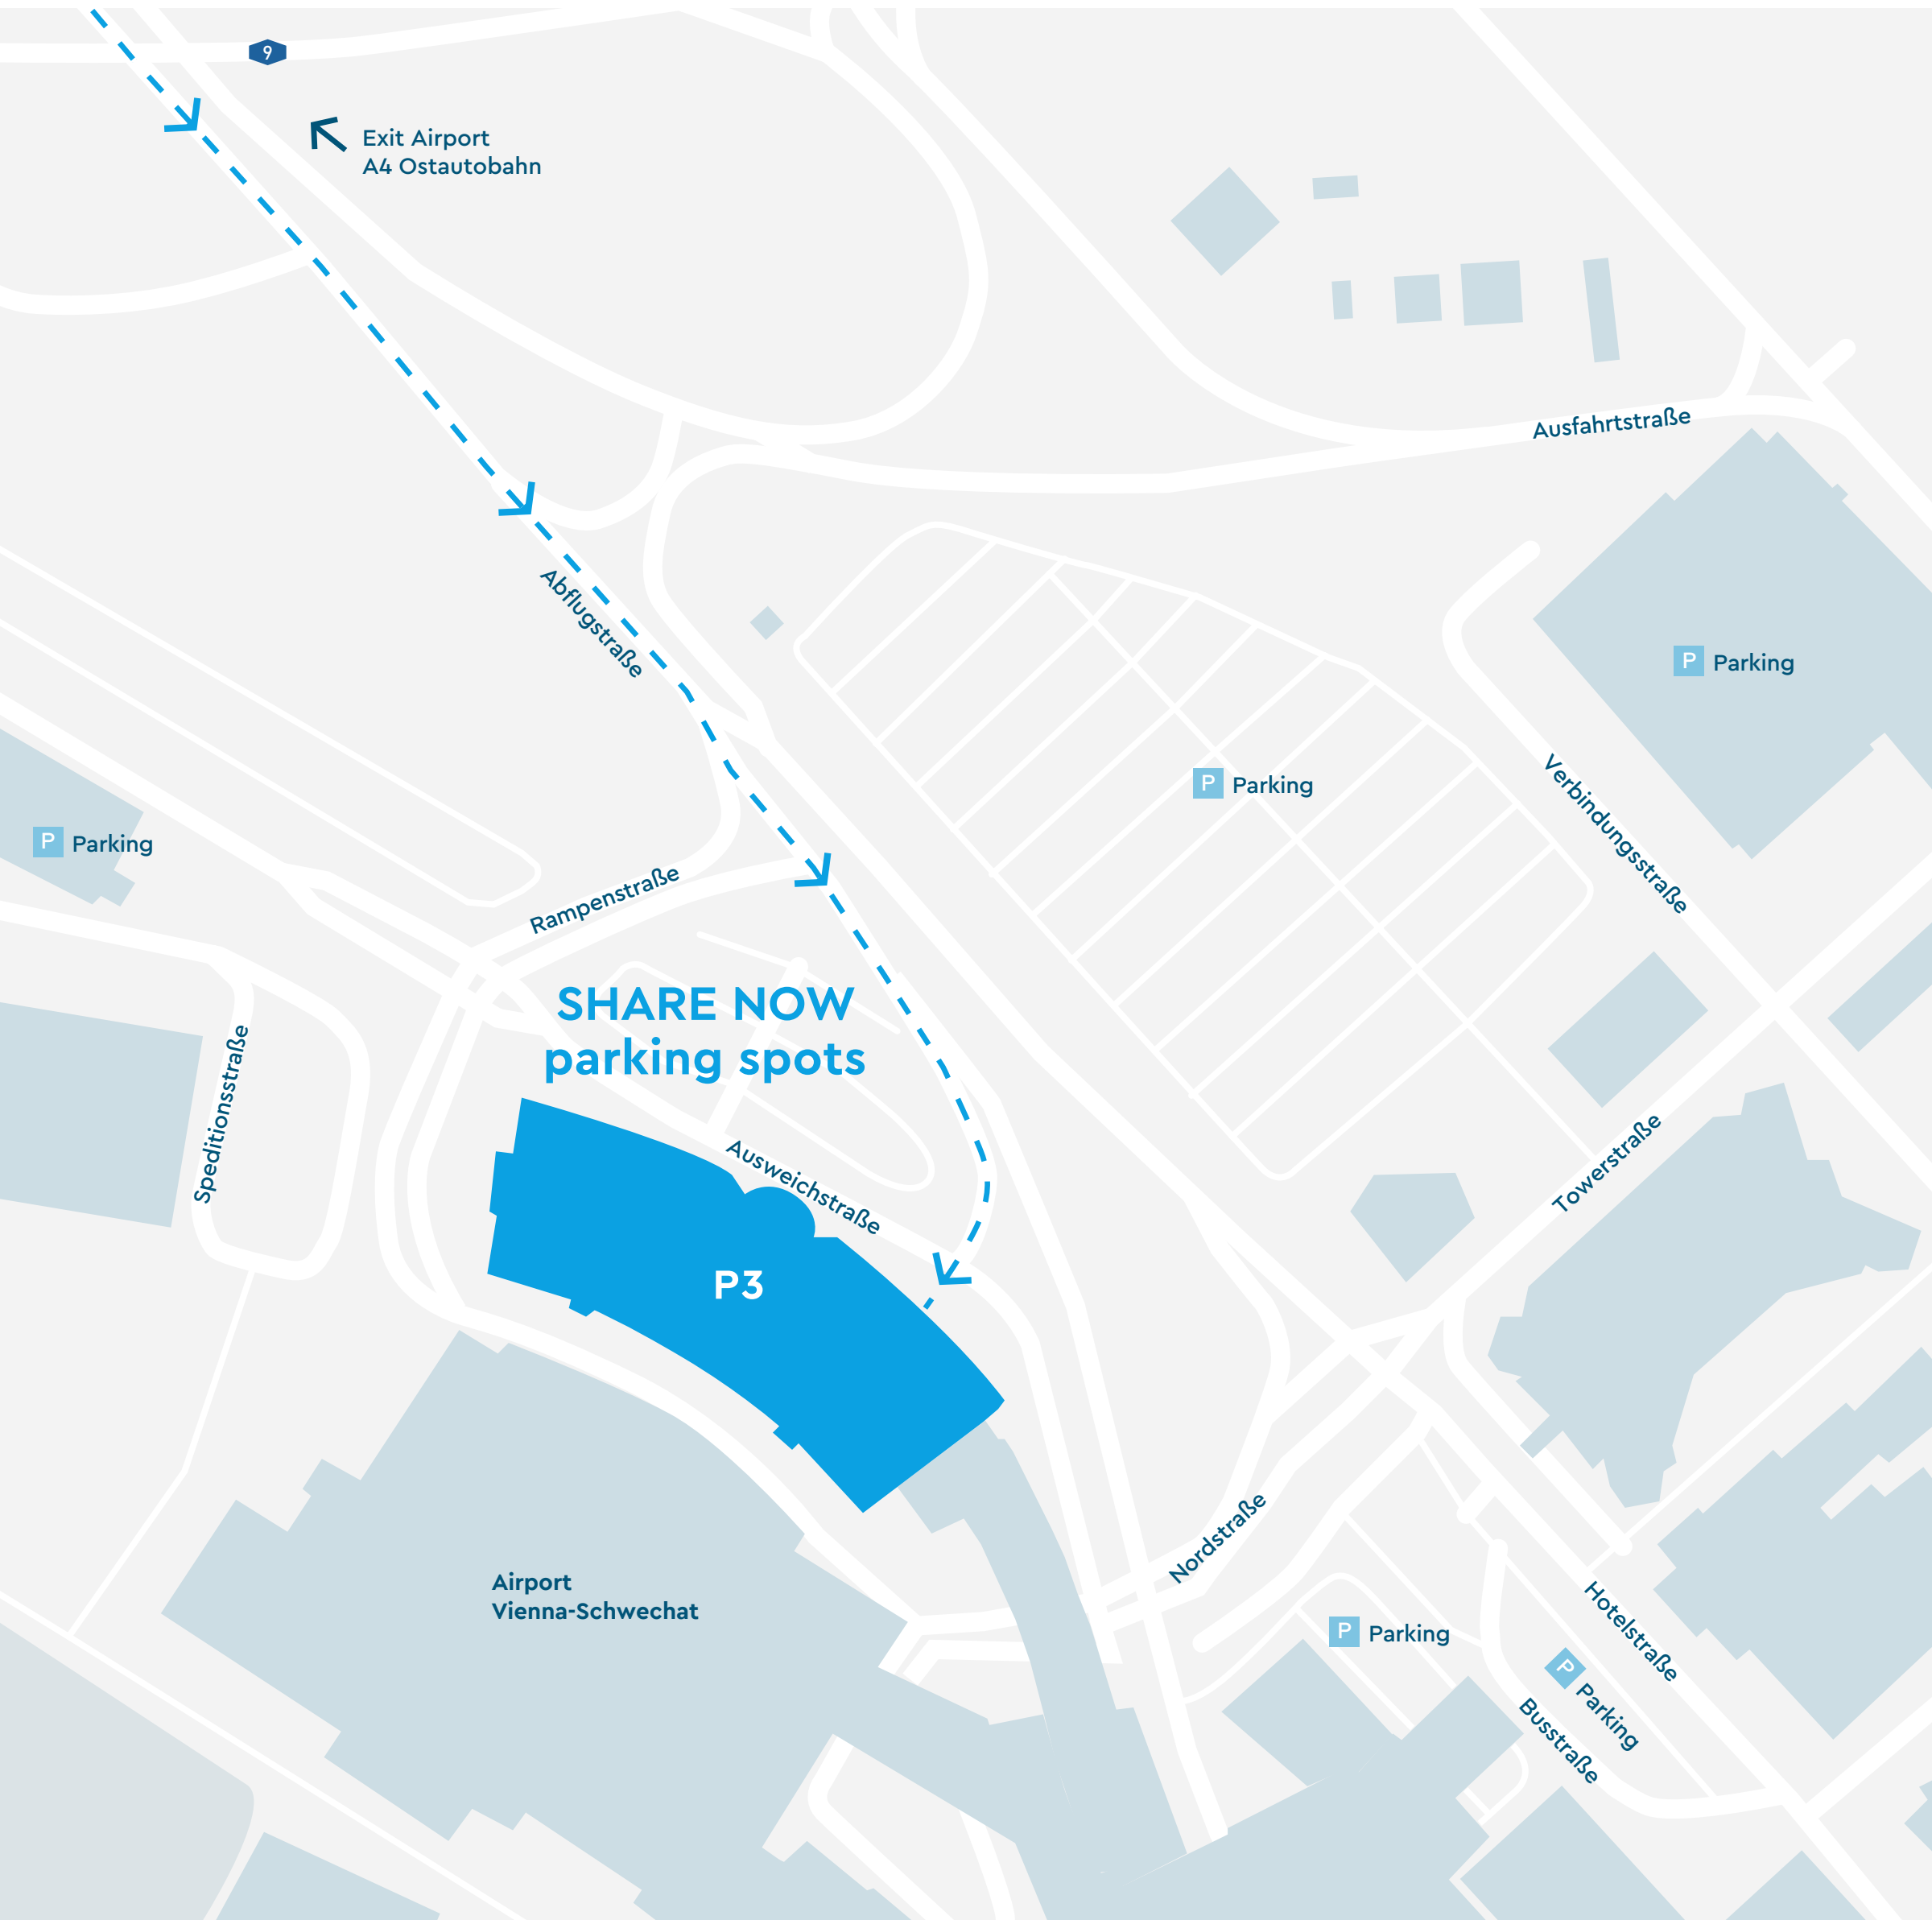 9
Exit Airport
A4 Ostautobahn
Ausfahrtstraße
Abflugstraße
P Parking
P Parking
Verbindungsstraße
P Parking
Rampenstraße
SHARE NOW
parking spots
Speditionsstraße
Ausweichstraße
Towerstraße
P3
Nordstraße
Airport
Vienna-Schwechat
Hotelstraße
P Parking
P Parking
Busstraße